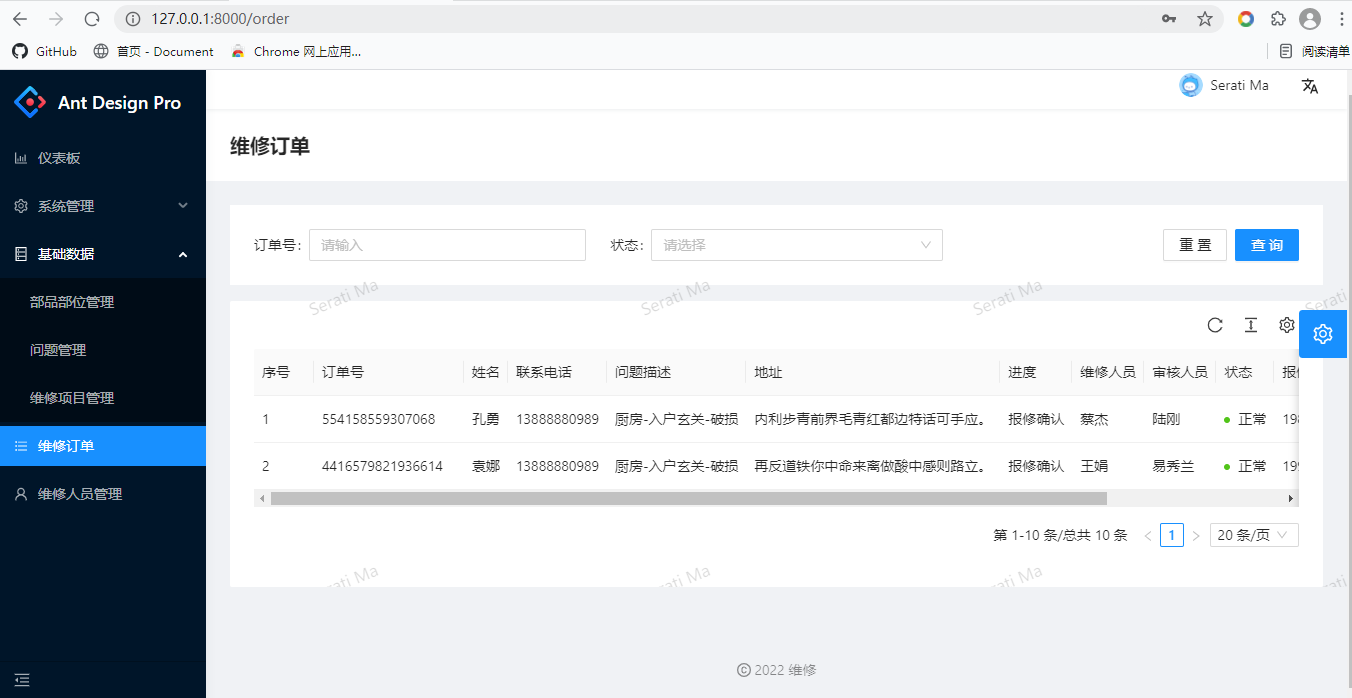 127.0.0.1:8000/order
GitHub 首页 - Document Chrome 网上应用... 阅读清单
Ant Design Pro
Serati Ma
仪表板
系统管理
基础数据
部品部位管理
问题管理
维修项目管理
维修订单
维修人员管理
维修订单
订单号: 请输入 状态: 请选择 重 置 查 询
Serati Ma Serati Ma Serati Ma Serati
序号 订单号 姓名 联系电话 问题描述 地址 进度 维修人员 审核人员 状态
1 554158559307068 孔勇 13888880989 厨房-入户玄关-破损 内利步青前界毛青红都边特话可手应。 报修确认 蔡杰 陆刚 正常 198
2 4416579821936614 袁娜 13888880989 厨房-入户玄关-破损 再反道铁你中命来离做酸中感则路立。 报修确认 王娟 易秀兰 正常 199
第 1-10 条/总共 10 条 1 20 条/页
Serati Ma Serati Ma Serati Ma
© 2022 维修